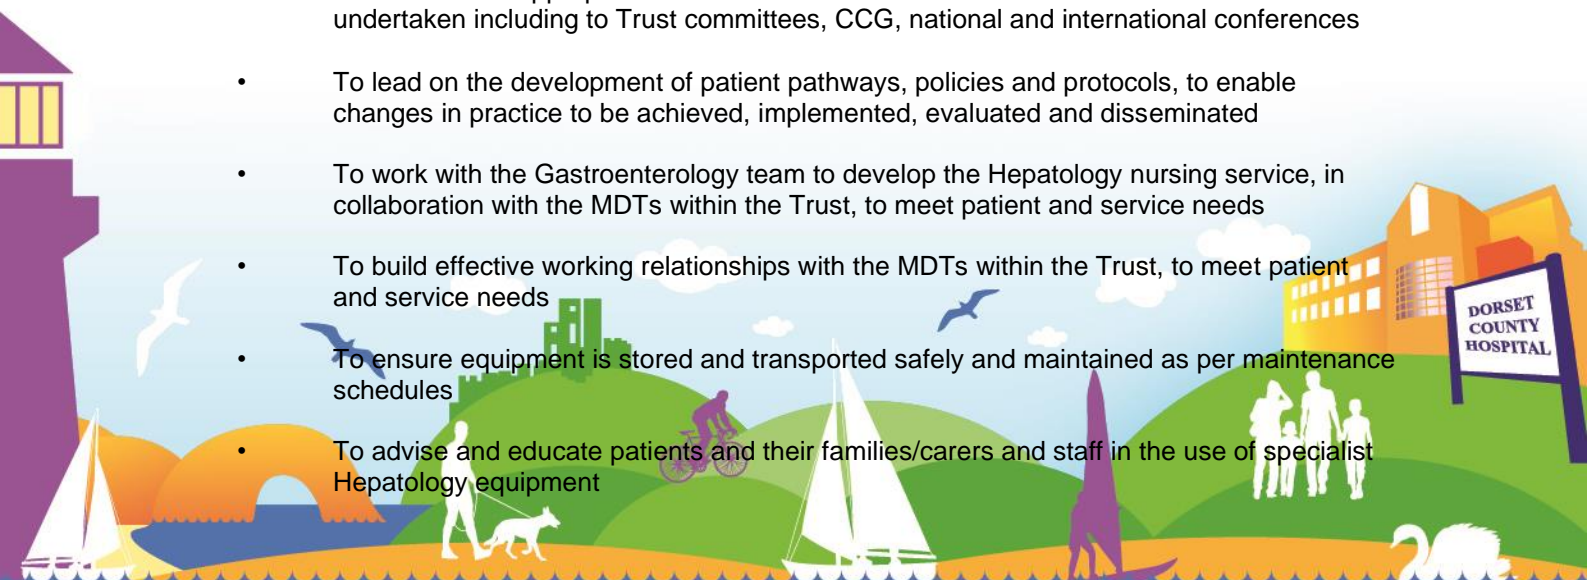 undertaken including to Trust committees, CCG, national and international conferences
• To lead on the development of patient pathways, policies and protocols, to enable
changes in practice to be achieved, implemented, evaluated and disseminated
• To work with the Gastroenterology team to develop the Hepatology nursing service, in
collaboration with the MDTs within the Trust, to meet patient and service needs
• To build effective working relationships with the MDTs within the Trust, to meet patient
and service needs
• To ensure equipment is stored and transported safely and maintained as per maintenance
schedules
• To advise and educate patients and their families/carers and staff in the use of specialist
Hepatology equipment
DORSET
COUNTY
HOSPITAL